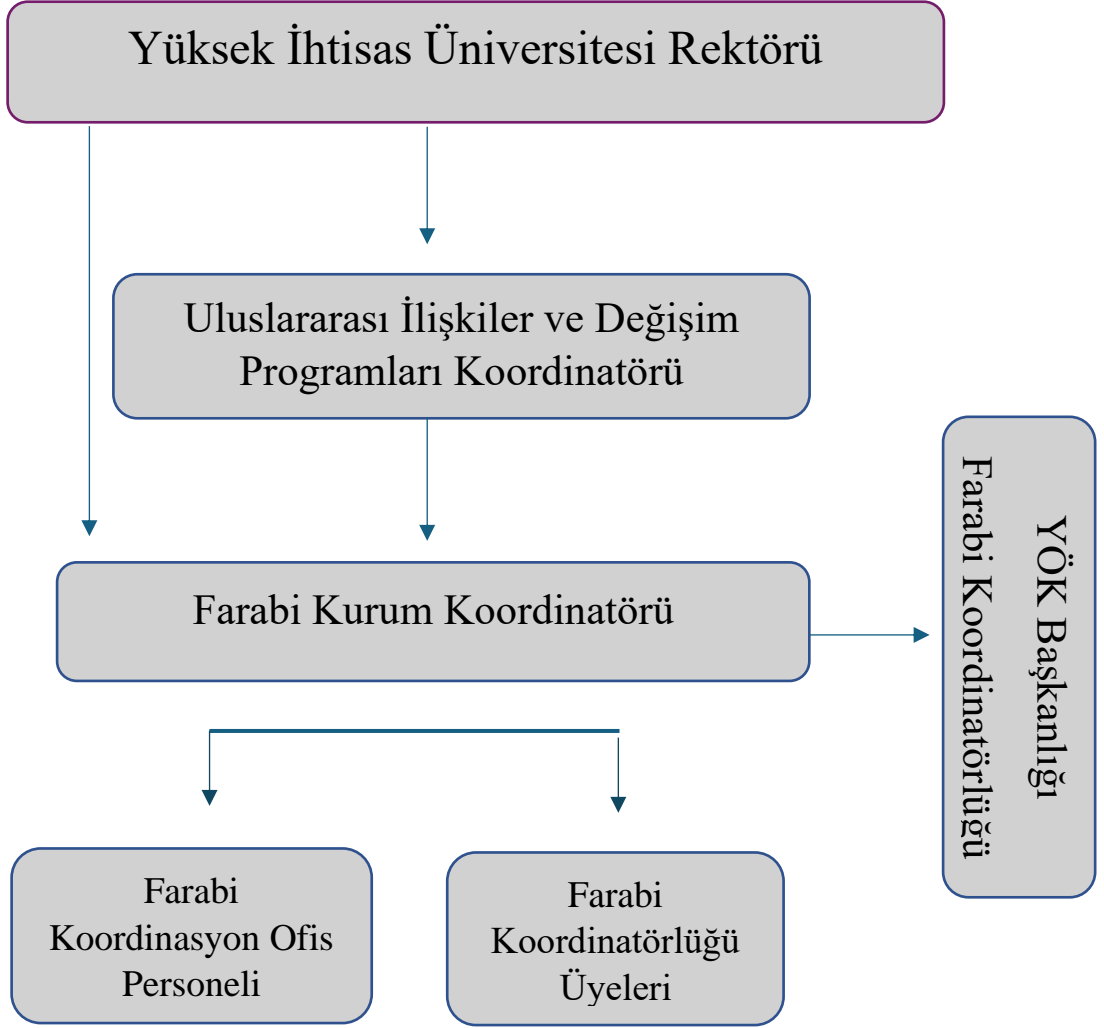 Yüksek İhtisas Üniversitesi Rektörü
Uluslararası İlişkiler ve Değişim
Programları Koordinatörü
Farabi Kurum Koordinatörü
YÖK Başkanlığı
Farabi Koordinatörlüğü
Farabi
Koordinasyon Ofis
Personeli
Farabi
Koordinatörlüğü
Üyeleri